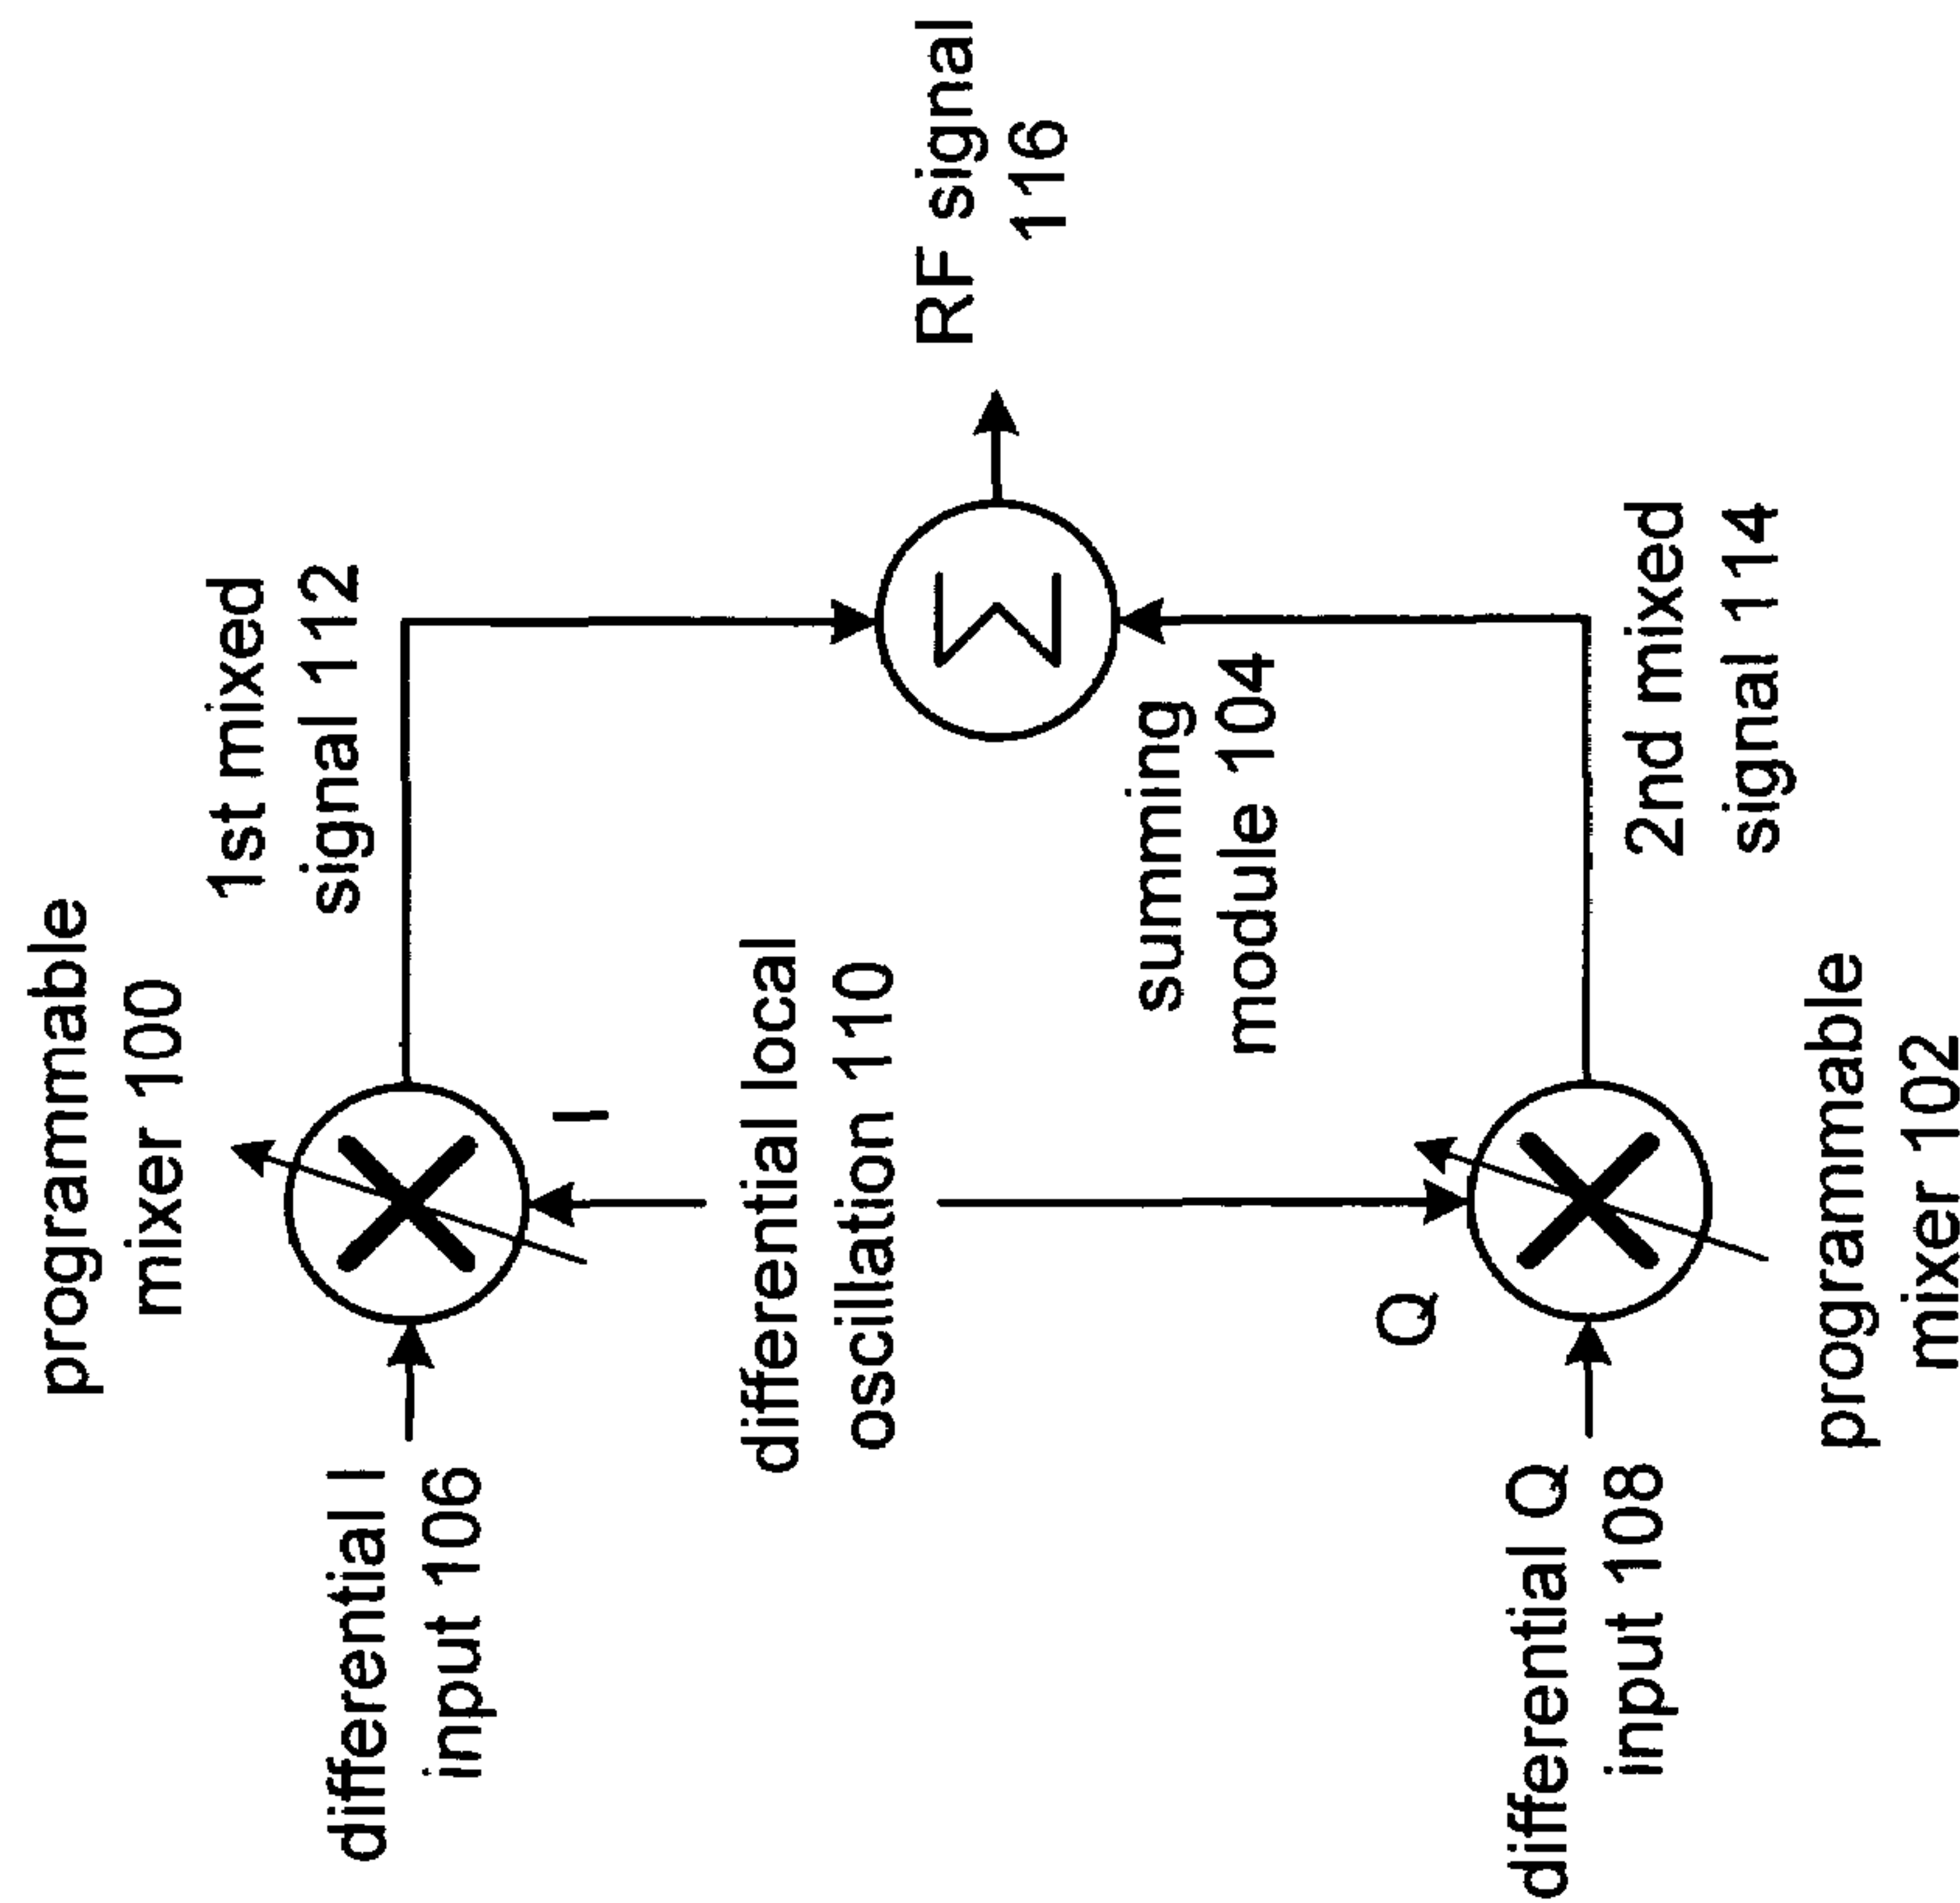 programmable
mixer 100
1st mixed
signal 112
differential I
input 106
I
differential local
oscillation 110
RF signal
116
Σ
summing
module 104
Q
differential Q
input 108
2nd mixed
signal 114
programmable
mixer 102